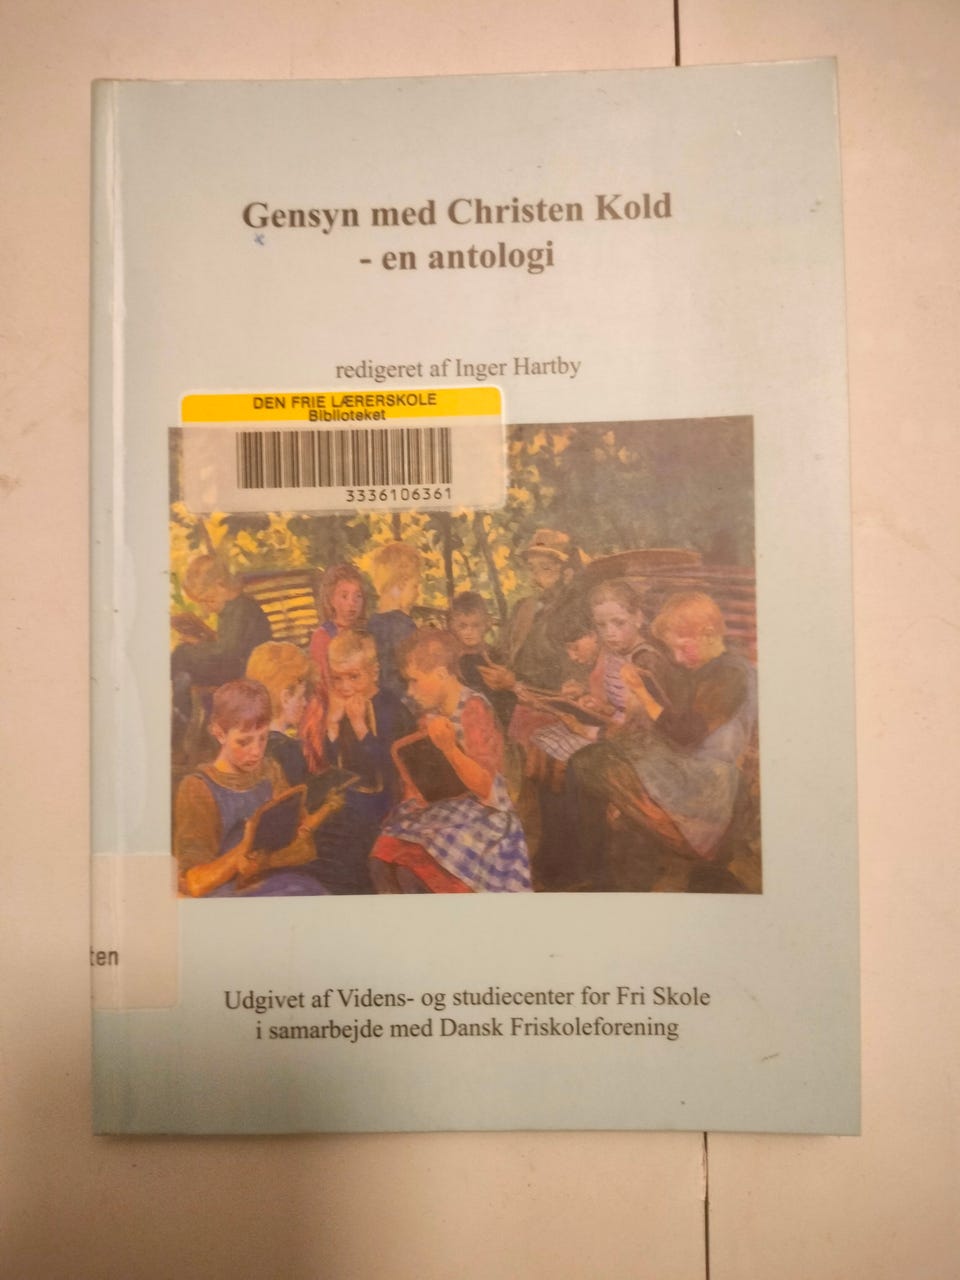 Gensyn med Christen Kold
- en antologi
redigeret af Inger Hartby
DEN FRIE LÆRERSKOLE
Biblioteket
3336106361
ten
Udgivet af Videns- og studiecenter for Fri Skole
i samarbejde med Dansk Friskoleforening